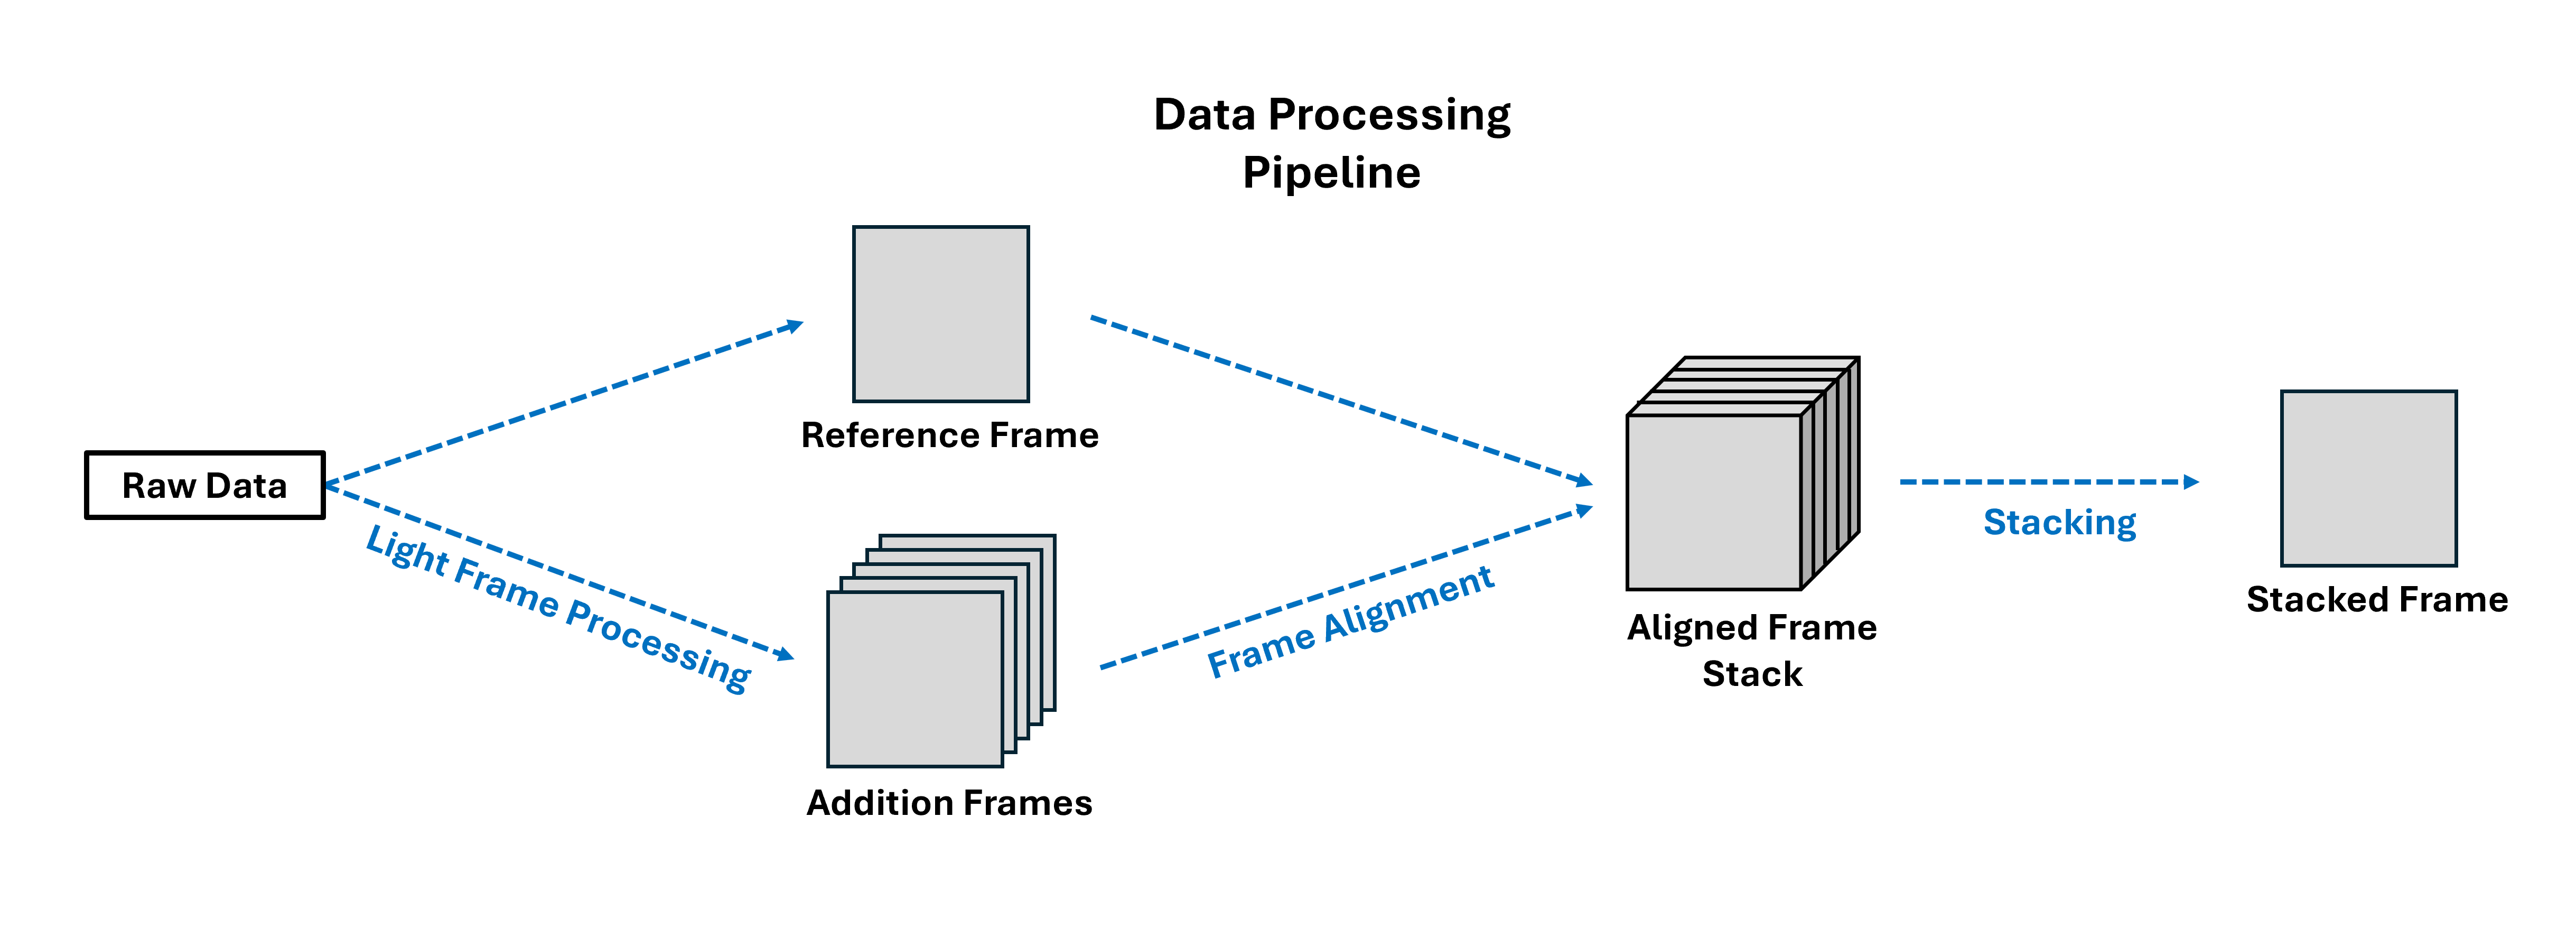 Data Processing
Pipeline
Reference Frame
Raw Data
Light Frame Processing
Addition Frames
Frame Alignment
Aligned Frame
Stack
Stacking
Stacked Frame